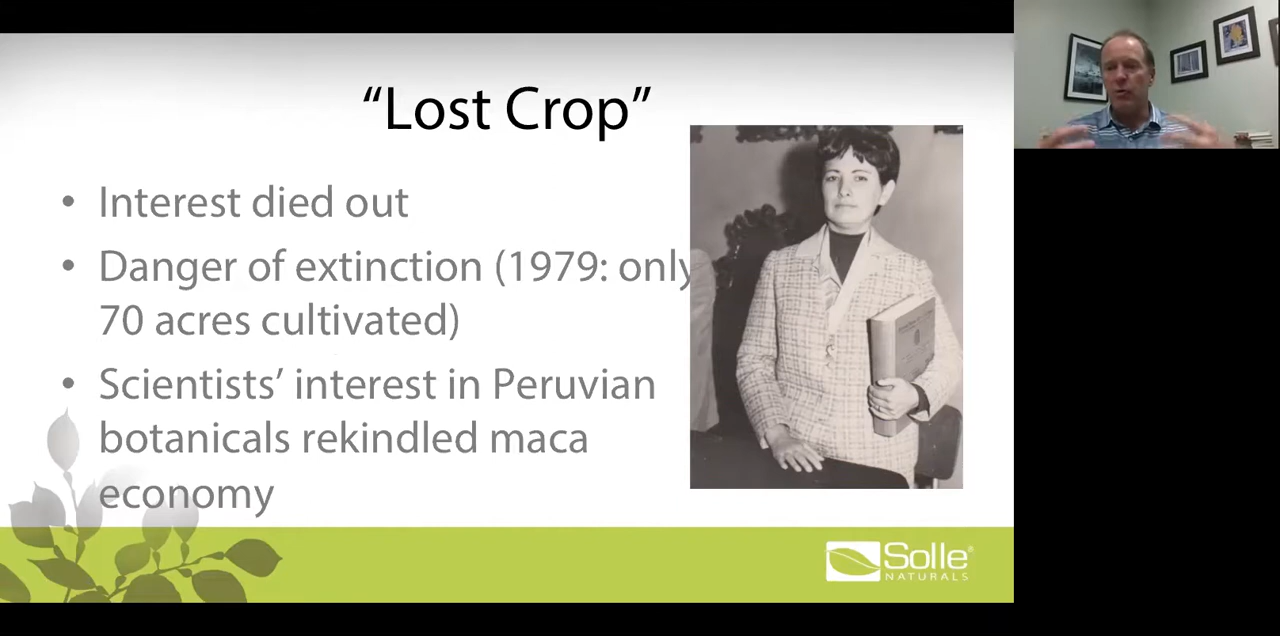 “Lost Crop”
• Interest died out
• Danger of extinction (1979: only
70 acres cultivated)
• Scientists’ interest in Peruvian
botanicals rekindled maca
economy
Solle®
NATURALS